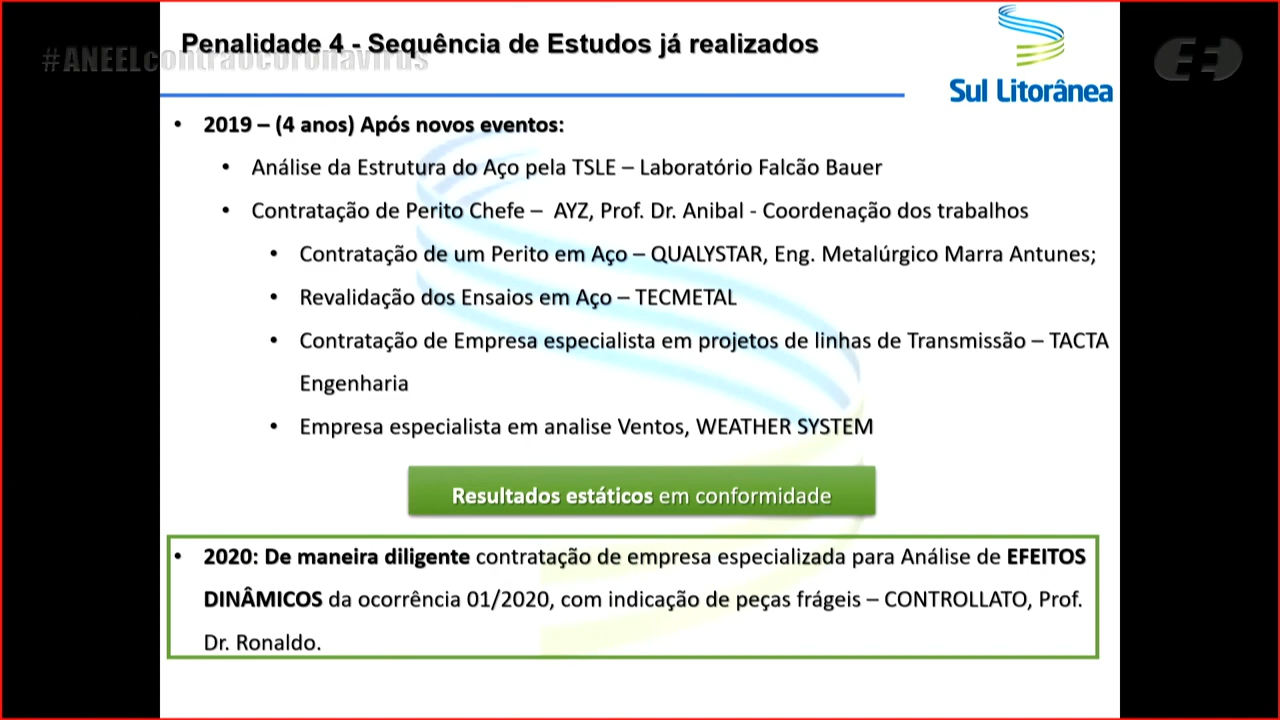 Penalidade 4 - Sequência de Estudos já realizados
#ANEELcontraocoronavirus
Sul Litorânea
• 2019 – (4 anos) Após novos eventos:
• Análise da Estrutura do Aço pela TSLE – Laboratório Falcão Bauer
• Contratação de Perito Chefe – AYZ, Prof. Dr. Anibal - Coordenação dos trabalhos
• Contratação de um Perito em Aço – QUALYSTAR, Eng. Metalúrgico Marra Antunes;
• Revalidação dos Ensaios em Aço – TECMETAL
• Contratação de Empresa especialista em projetos de linhas de Transmissão – TACTA
Engenharia
• Empresa especialista em analise Ventos, WEATHER SYSTEM
Resultados estáticos em conformidade
• 2020: De maneira diligente contratação de empresa especializada para Análise de EFEITOS
DINÂMICOS da ocorrência 01/2020, com indicação de peças frágeis – CONTROLLATO, Prof.
Dr. Ronaldo.